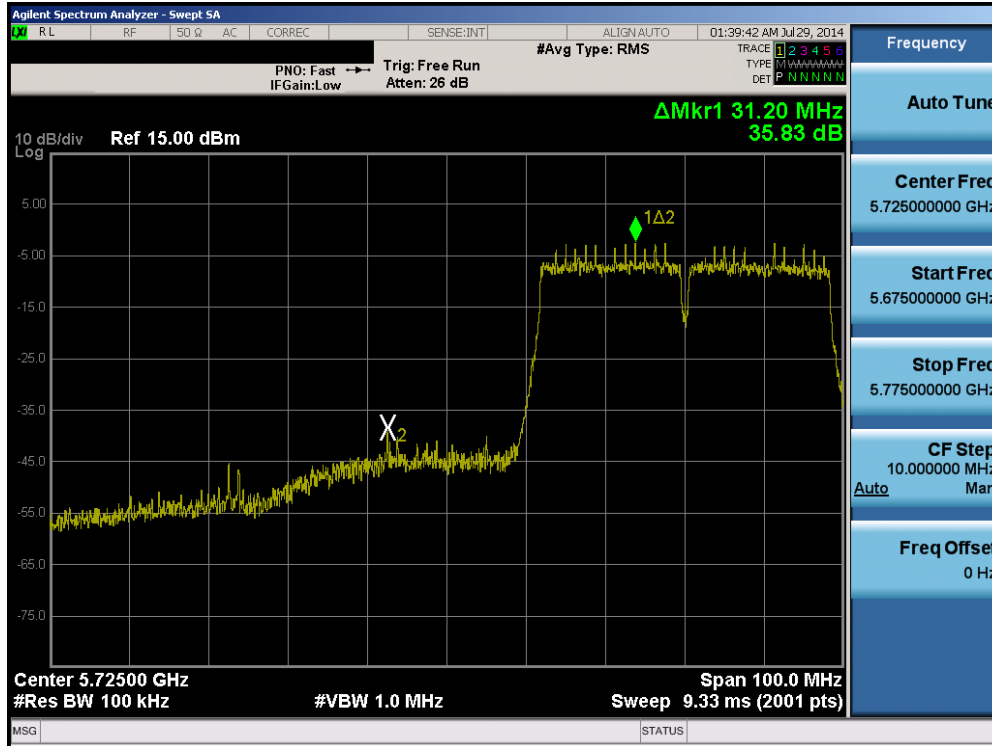 Agilent Spectrum Analyzer - Swept SA
LXI RL RF 50 Ω AC CORREC SENSE:INT ALIGN AUTO 01:39:42 AM Jul 29, 2014
#Avg Type: RMS
TRACE 1 2 3 4 5 6
PNO: Fast
Trig: Free Run
TYPE M
IFGain:Low
Atten: 26 dB
DET P N N N N N
ΔMkr1 31.20 MHz
35.83 dB
10 dB/div
Ref 15.00 dBm
Log
5.00
-5.00
-15.0
-25.0
-35.0
-45.0
-55.0
-65.0
-75.0
1Δ2
X2
Center 5.72500 GHz
Span 100.0 MHz
#Res BW 100 kHz
#VBW 1.0 MHz
Sweep 9.33 ms (2001 pts)
MSG
STATUS
Frequency
Auto Tune
Center Freq
5.725000000 GHz
Start Freq
5.675000000 GHz
Stop Freq
5.775000000 GHz
CF Step
10.000000 MHz
Auto Man
Freq Offset
0 Hz